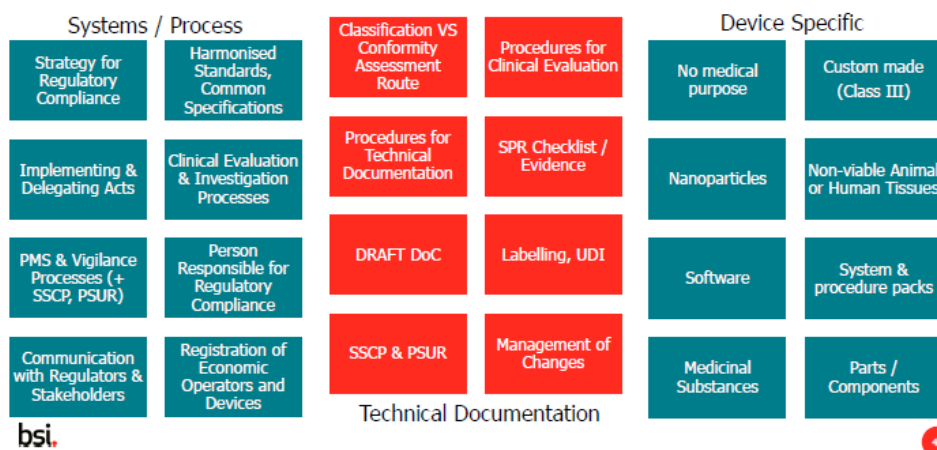 Systems / Process
Strategy for
Regulatory
Compliance
Harmonised
Standards,
Common
Specifications
Implementing &
Delegating Acts
Clinical Evaluation
& Investigation
Processes
PMS & Vigilance
Processes (+
SSCP, PSUR)
Person
Responsible for
Regulatory
Compliance
Communication
with Regulators &
Stakeholders
Registration of
Economic
Operators and
Devices
Classification VS
Conformity
Assessment
Route
Procedures for
Clinical Evaluation
Procedures for
Technical
Documentation
SPR Checklist /
Evidence
DRAFT DoC
Labelling, UDI
SSCP & PSUR
Management of
Changes
Technical Documentation
Device Specific
No medical
purpose
Custom made
(Class III)
Nanoparticles
Non-viable Animal
or Human Tissues
Software
System &
procedure packs
Medicinal
Substances
Parts /
Components
bsi.